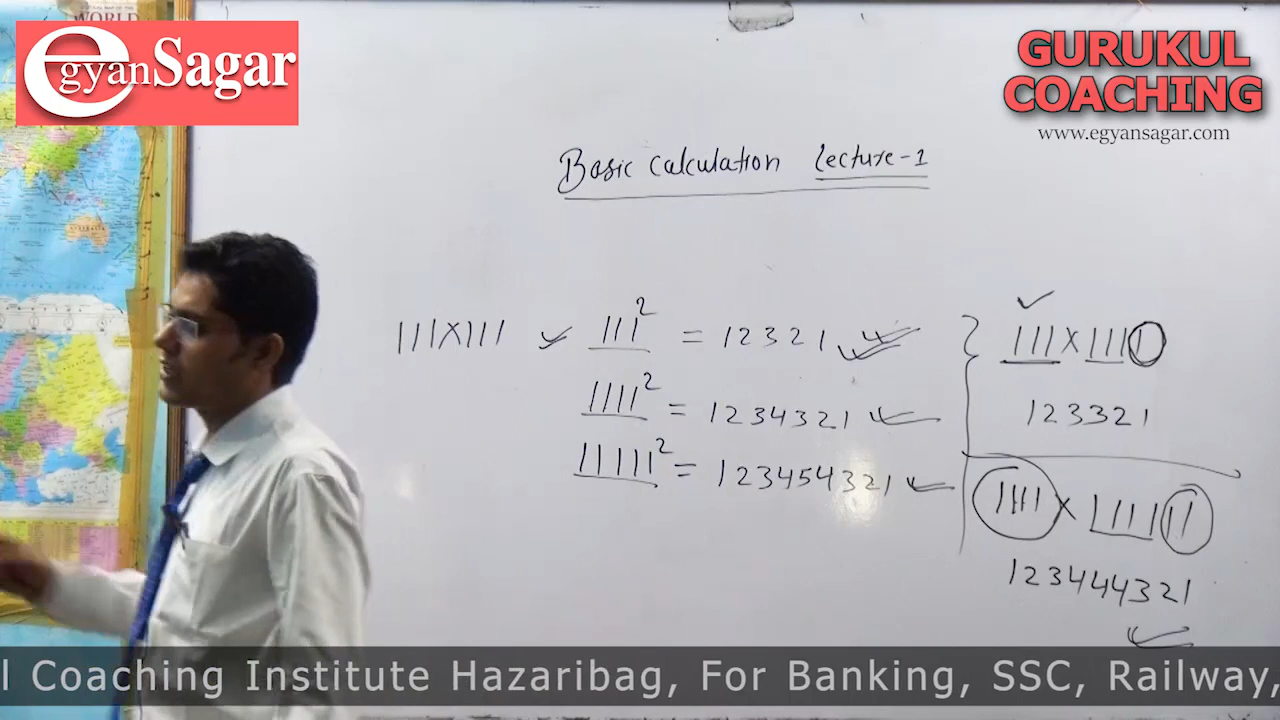 WORLD
egyanSagar
GURUKUL
COACHING
www.egyansagar.com
Basic Calculation Lecture-1
111×111
111² = 12321
1111² = 1234321
11111² = 123454321
111×1111
123321
1111 × 111111
123444321
l Coaching Institute Hazaribag, For Banking, SSC, Railway,